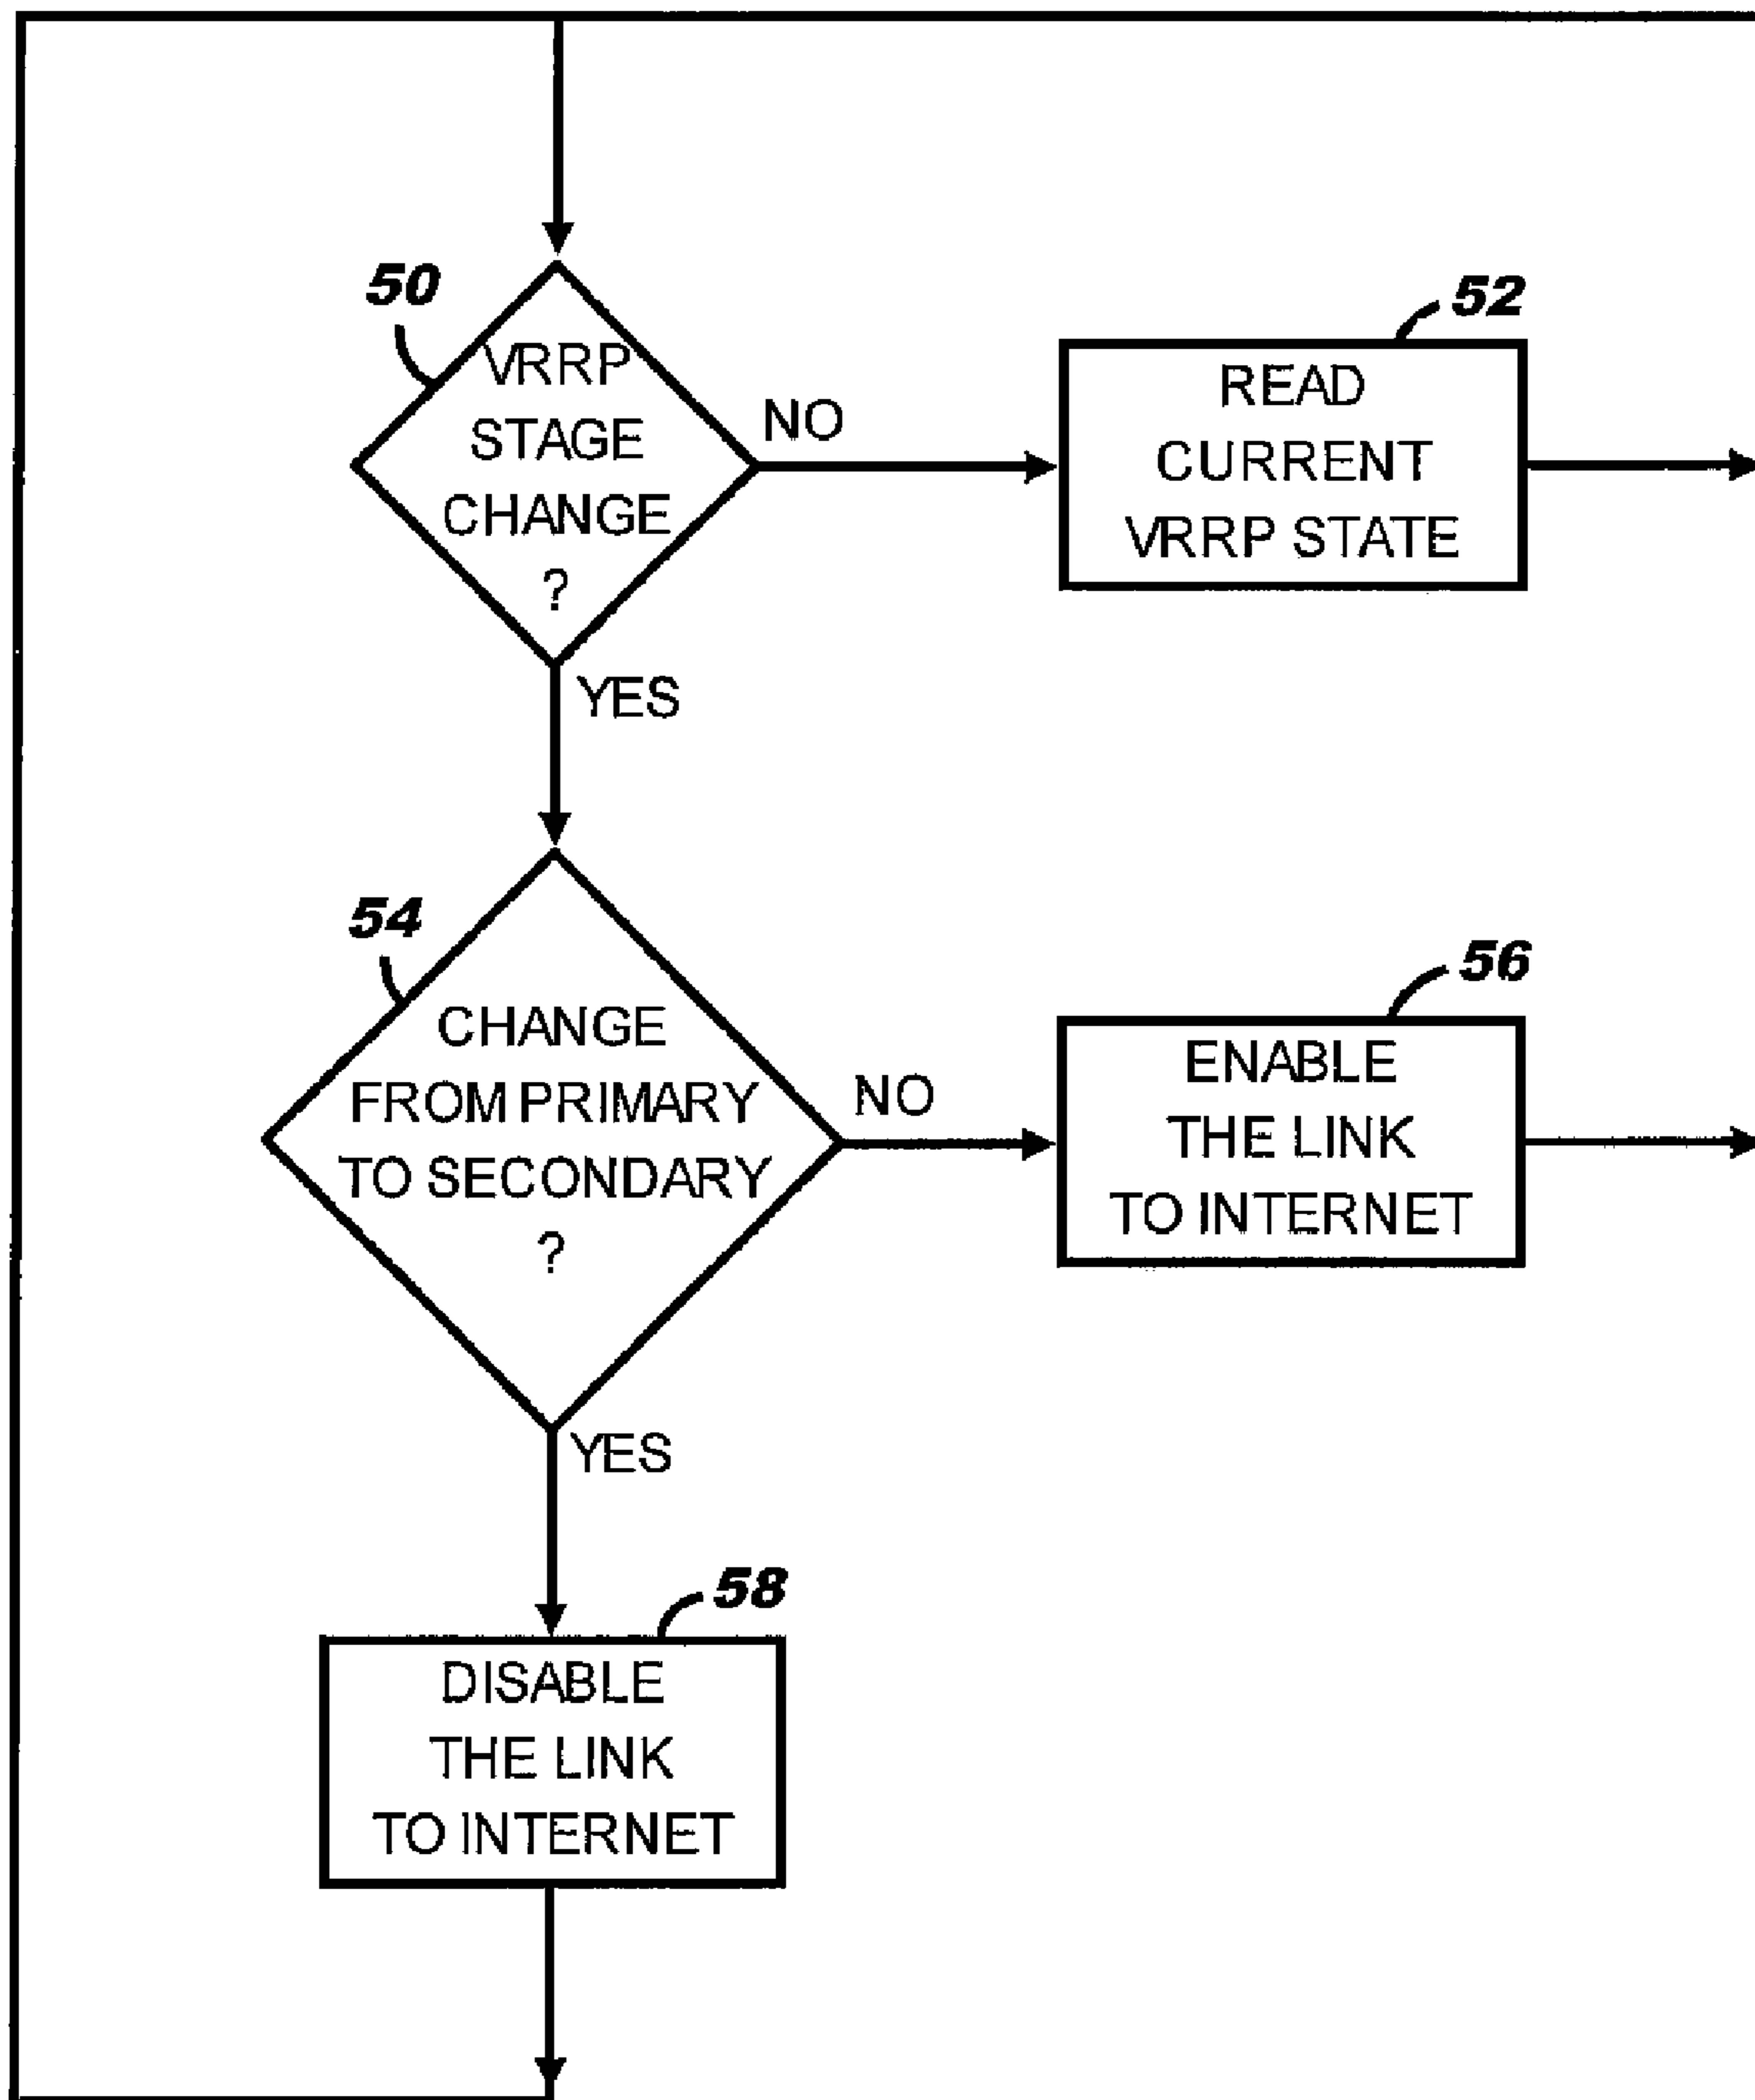 50
VRRP
STAGE
CHANGE
?
NO
52
READ
CURRENT
VRRP STATE
YES
54
CHANGE
FROM PRIMARY
TO SECONDARY
?
NO
56
ENABLE
THE LINK
TO INTERNET
YES
58
DISABLE
THE LINK
TO INTERNET